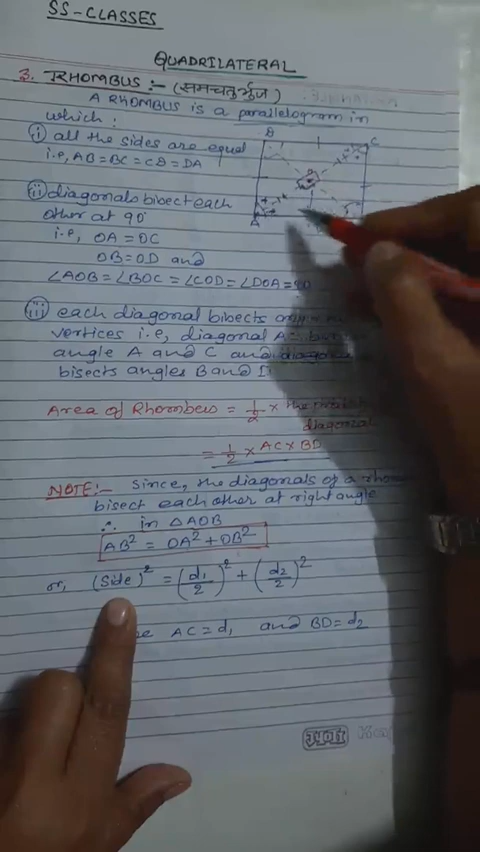 SS-CLASSES
QUADRILATERAL
3. RHOMBUS :- (समचतुर्भुज)
A RHOMBUS is a parallelogram in
which :
(i) all the sides are equal
i.e, AB = BC = CD = DA
D
C
A
(ii) diagonals bisect each
other at 90°
i.e, OA = OC
OB = OD and
∠AOB = ∠BOC = ∠COD = ∠DOA = 90
(iii) each diagonal bisects
vertices i.e, diagonal AC
angle A and C and diagonal
bisects angles B and D
Area of Rhombus = 1/2 × the
diagonal
= 1/2 × AC × BD
NOTE:- Since, the diagonals of a
bisect each other at right angle
∴ in △AOB
AB² = OA² + OB²
or, (Side)² = (d₁/2)² + (d₂/2)²
AC = d₁ and BD = d₂